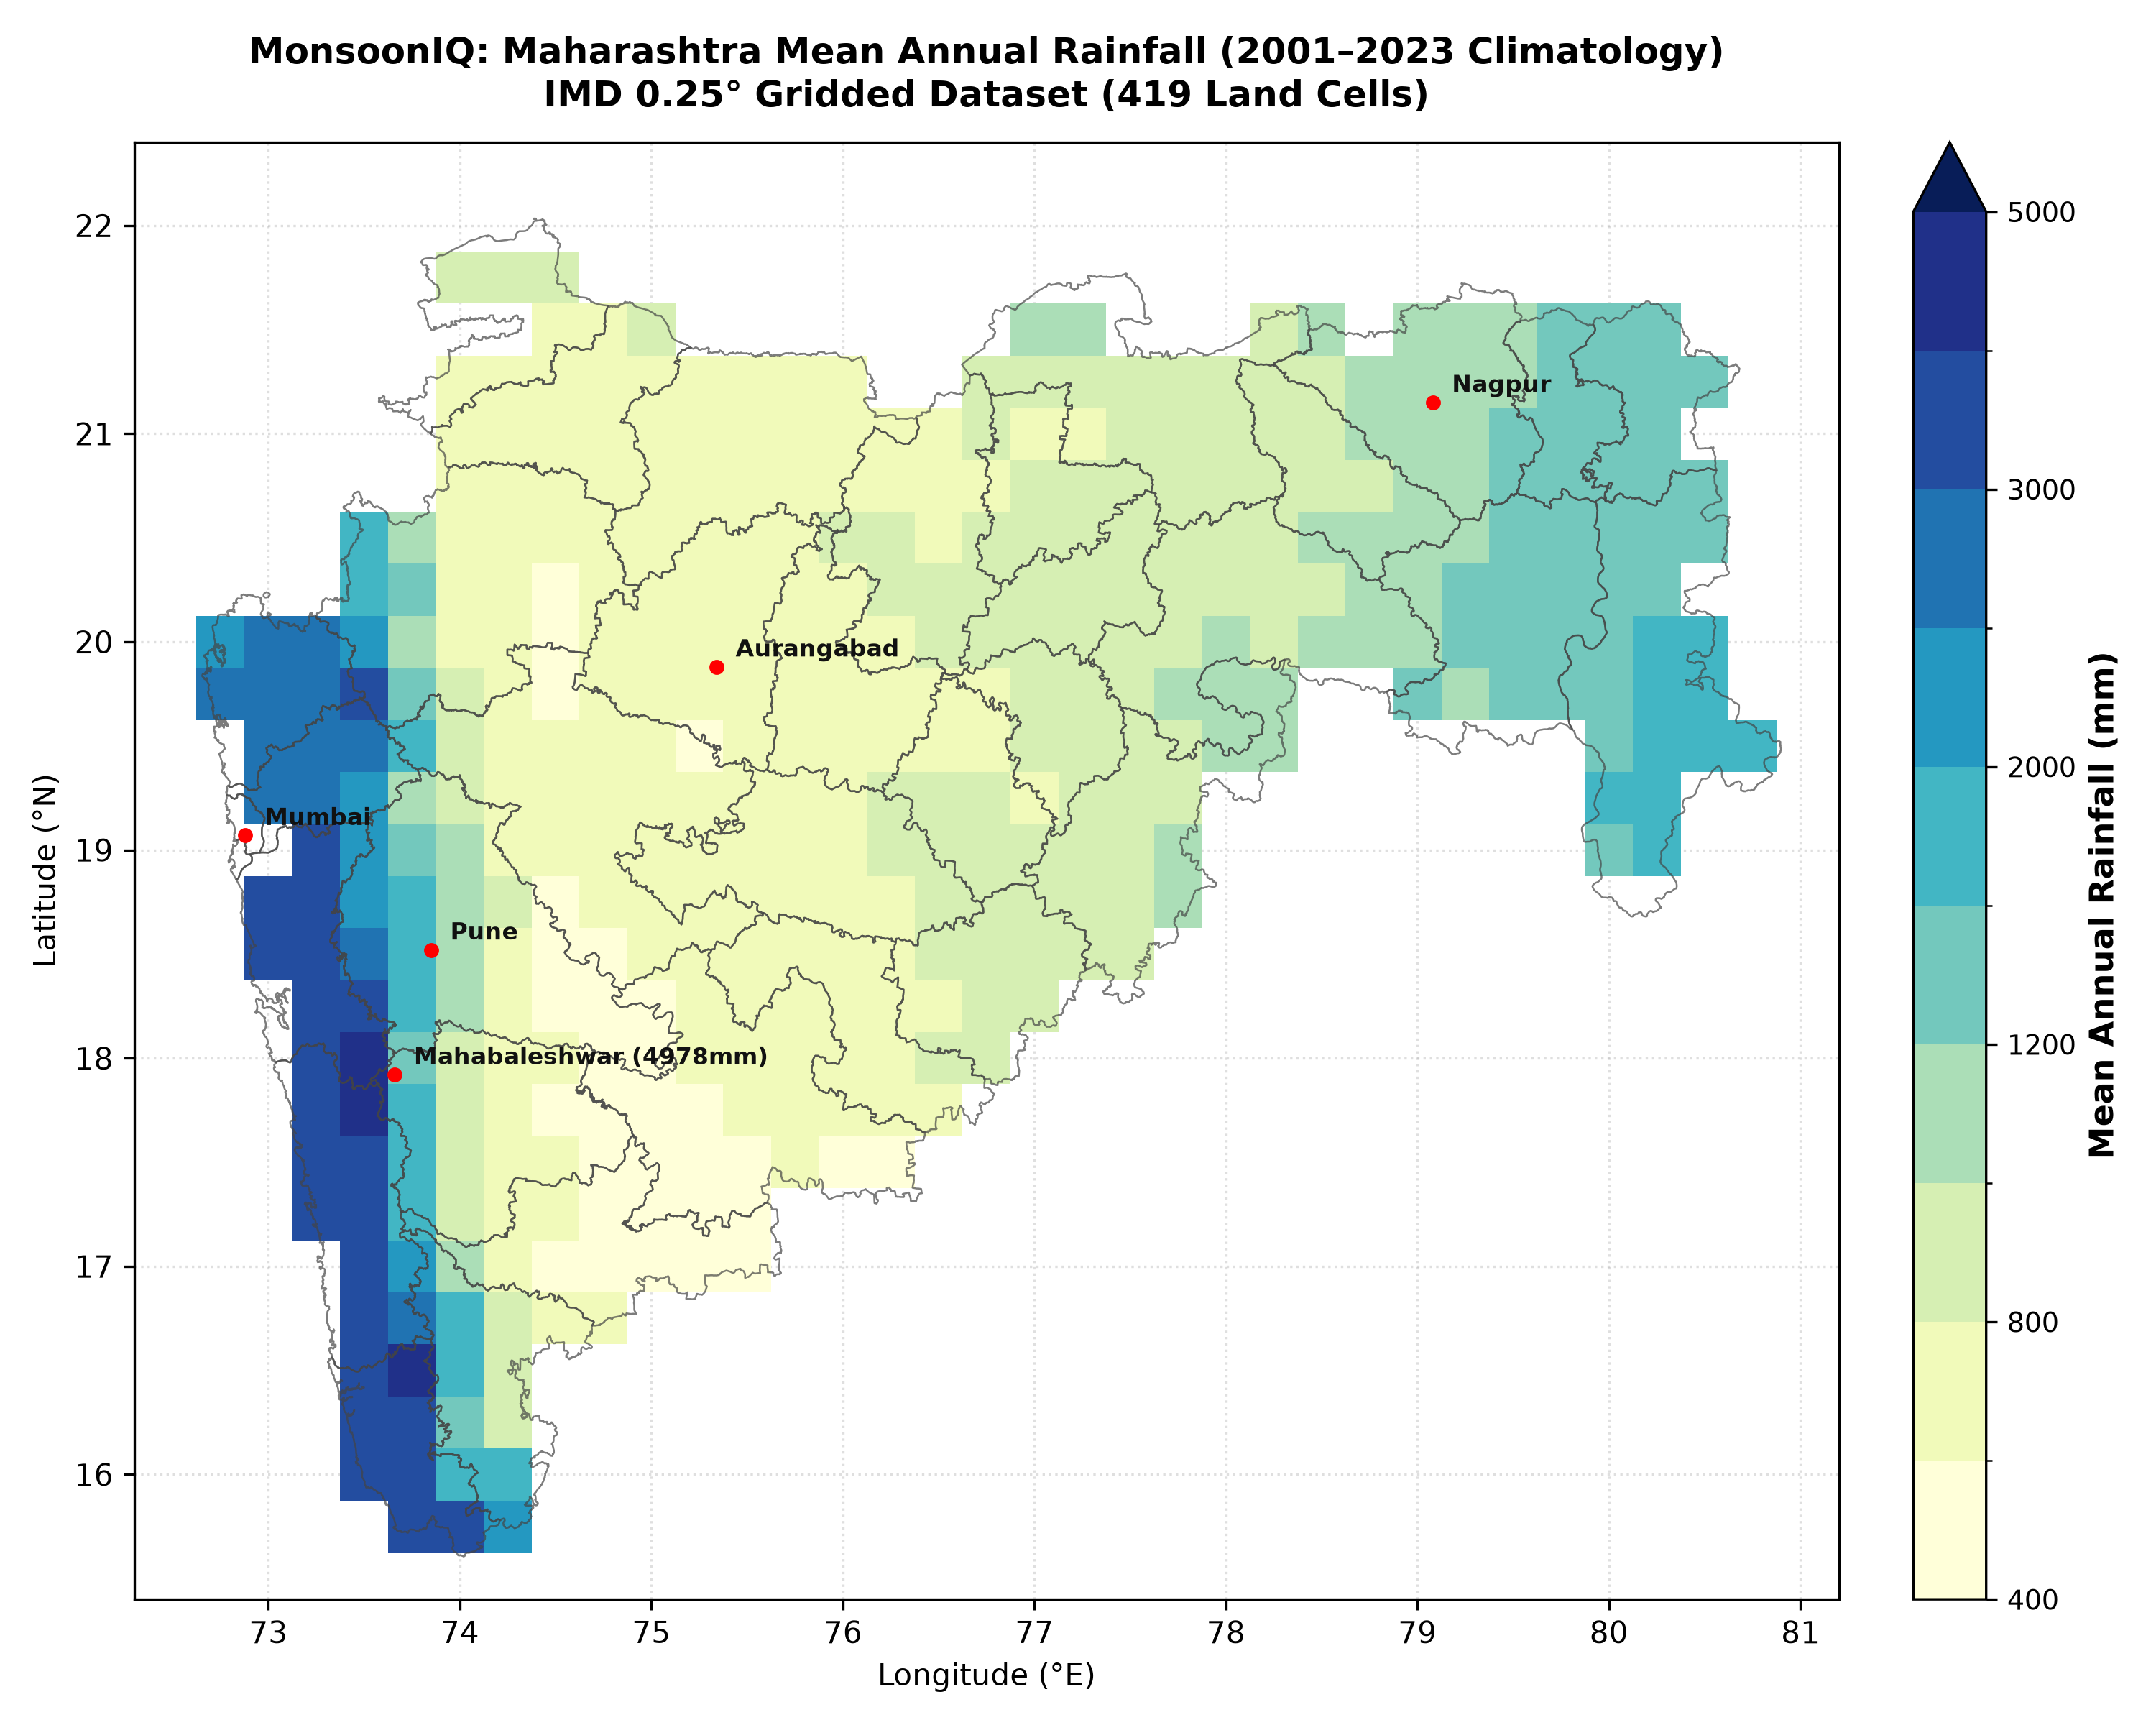 MonsoonIQ: Maharashtra Mean Annual Rainfall (2001–2023 Climatology)
IMD 0.25° Gridded Dataset (419 Land Cells)
22
21
20
19
18
17
16
Latitude (°N)
Nagpur
Aurangabad
Mumbai
Pune
Mahabaleshwar (4978mm)
73 74 75 76 77 78 79 80 81
Longitude (°E)
5000
3000
2000
1200
800
400
Mean Annual Rainfall (mm)